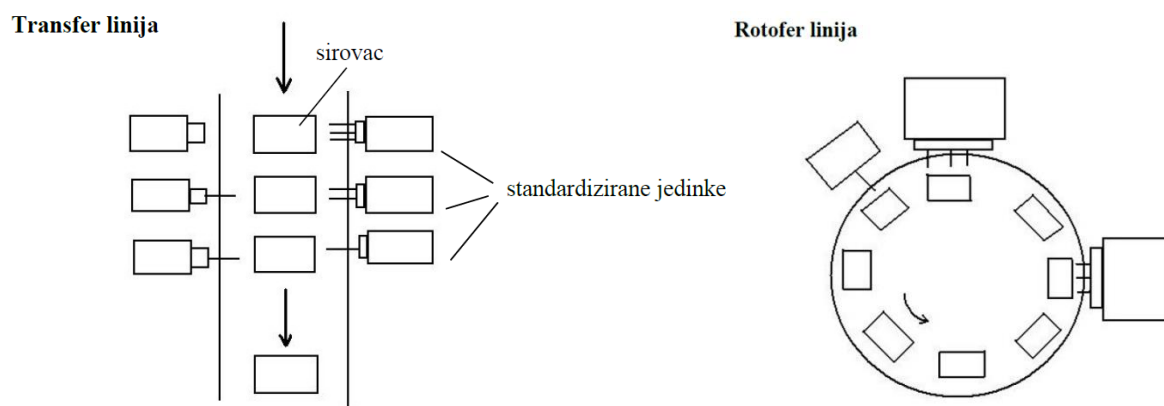 Transfer linija
sirovac
standardizirane jedinke
Rotofer linija